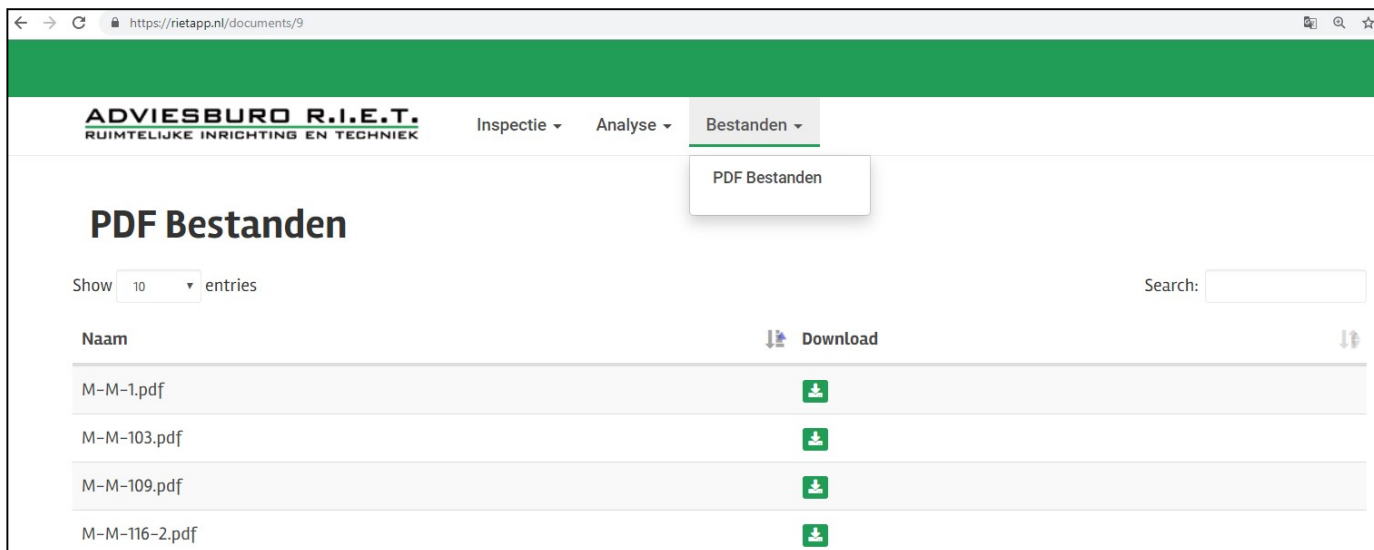 https://rietapp.nl/documents/9
ADVIESBURO R.I.E.T.
RUIMTELIJKE INRICHTING EN TECHNIEK
Inspectie Analyse Bestanden
PDF Bestanden
PDF Bestanden
Show 10 entries Search:
Naam Download
M-M-1.pdf
M-M-103.pdf
M-M-109.pdf
M-M-116-2.pdf